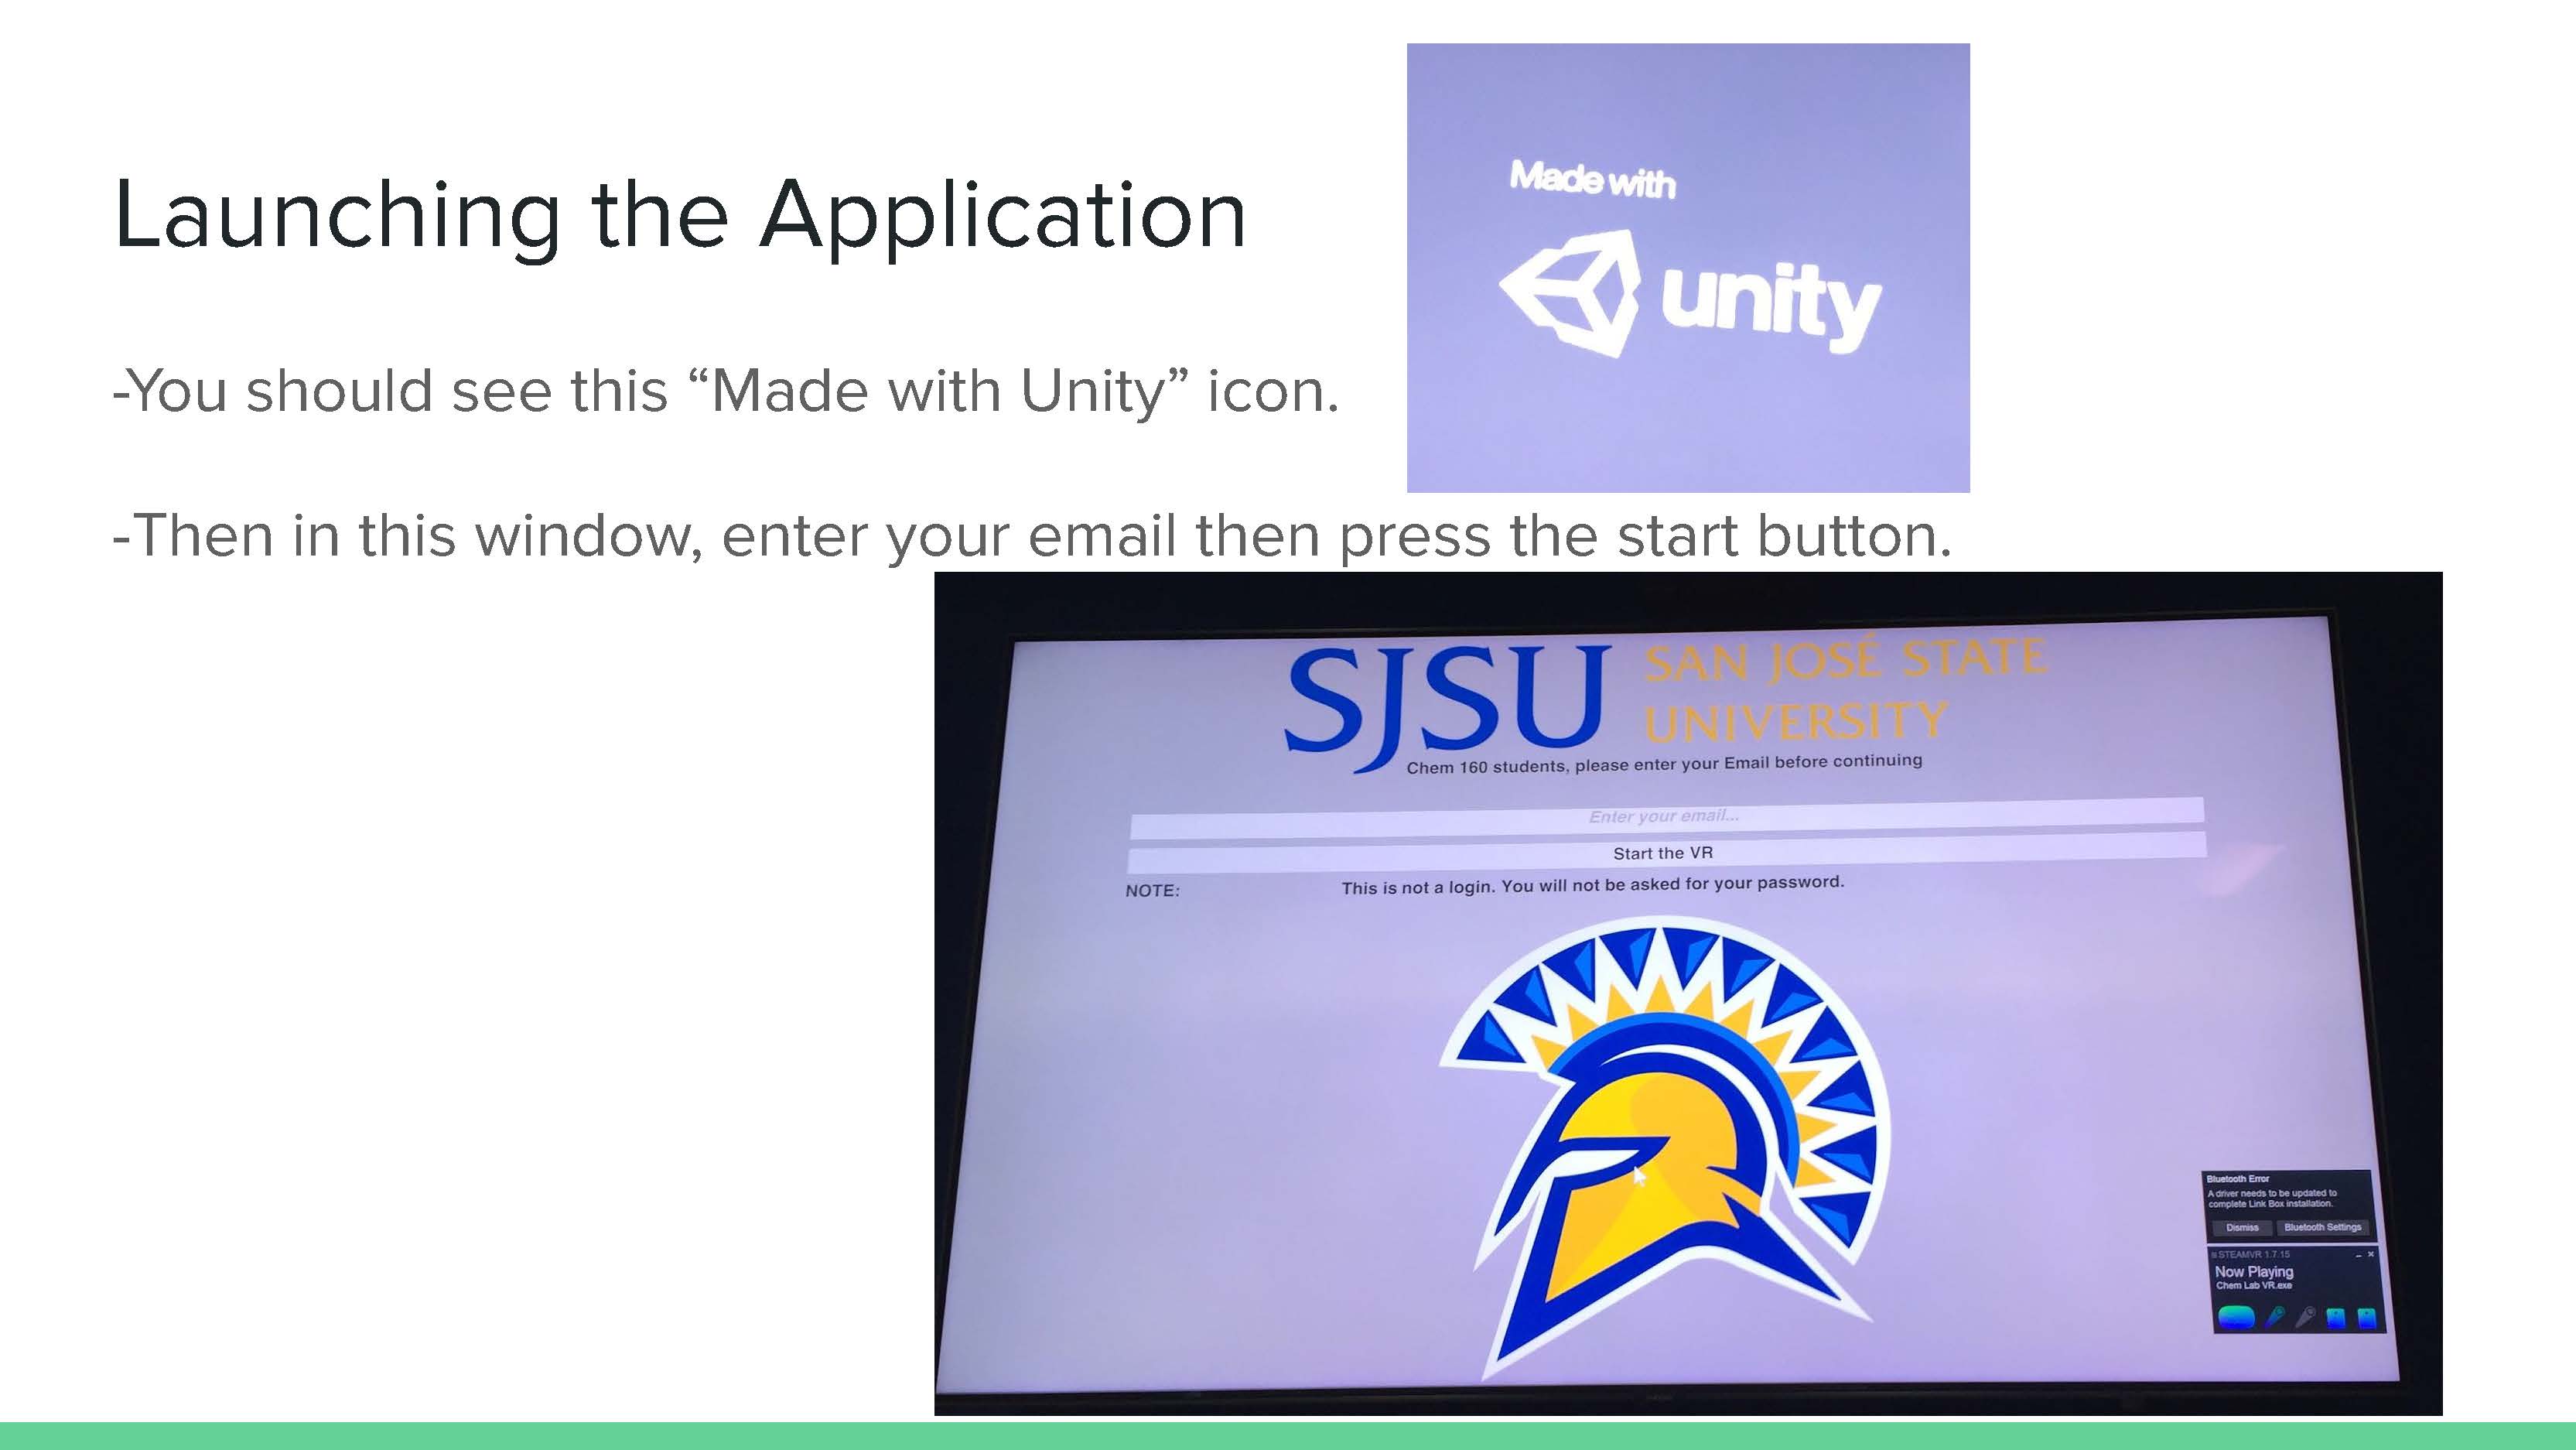 Launching the Application
Made with
unity
-You should see this “Made with Unity” icon.
-Then in this window, enter your email then press the start button.
SJSU SAN JOSÉ STATE
UNIVERSITY
Chem 160 students, please enter your Email before continuing
Enter your email...
Start the VR
NOTE: This is not a login. You will not be asked for your password.
Bluetooth Error
A driver needs to be updated to
complete Link Box installation.
Dismiss Bluetooth Settings
STEAMVR 1.7.15
Now Playing
Chem Lab VR.exe